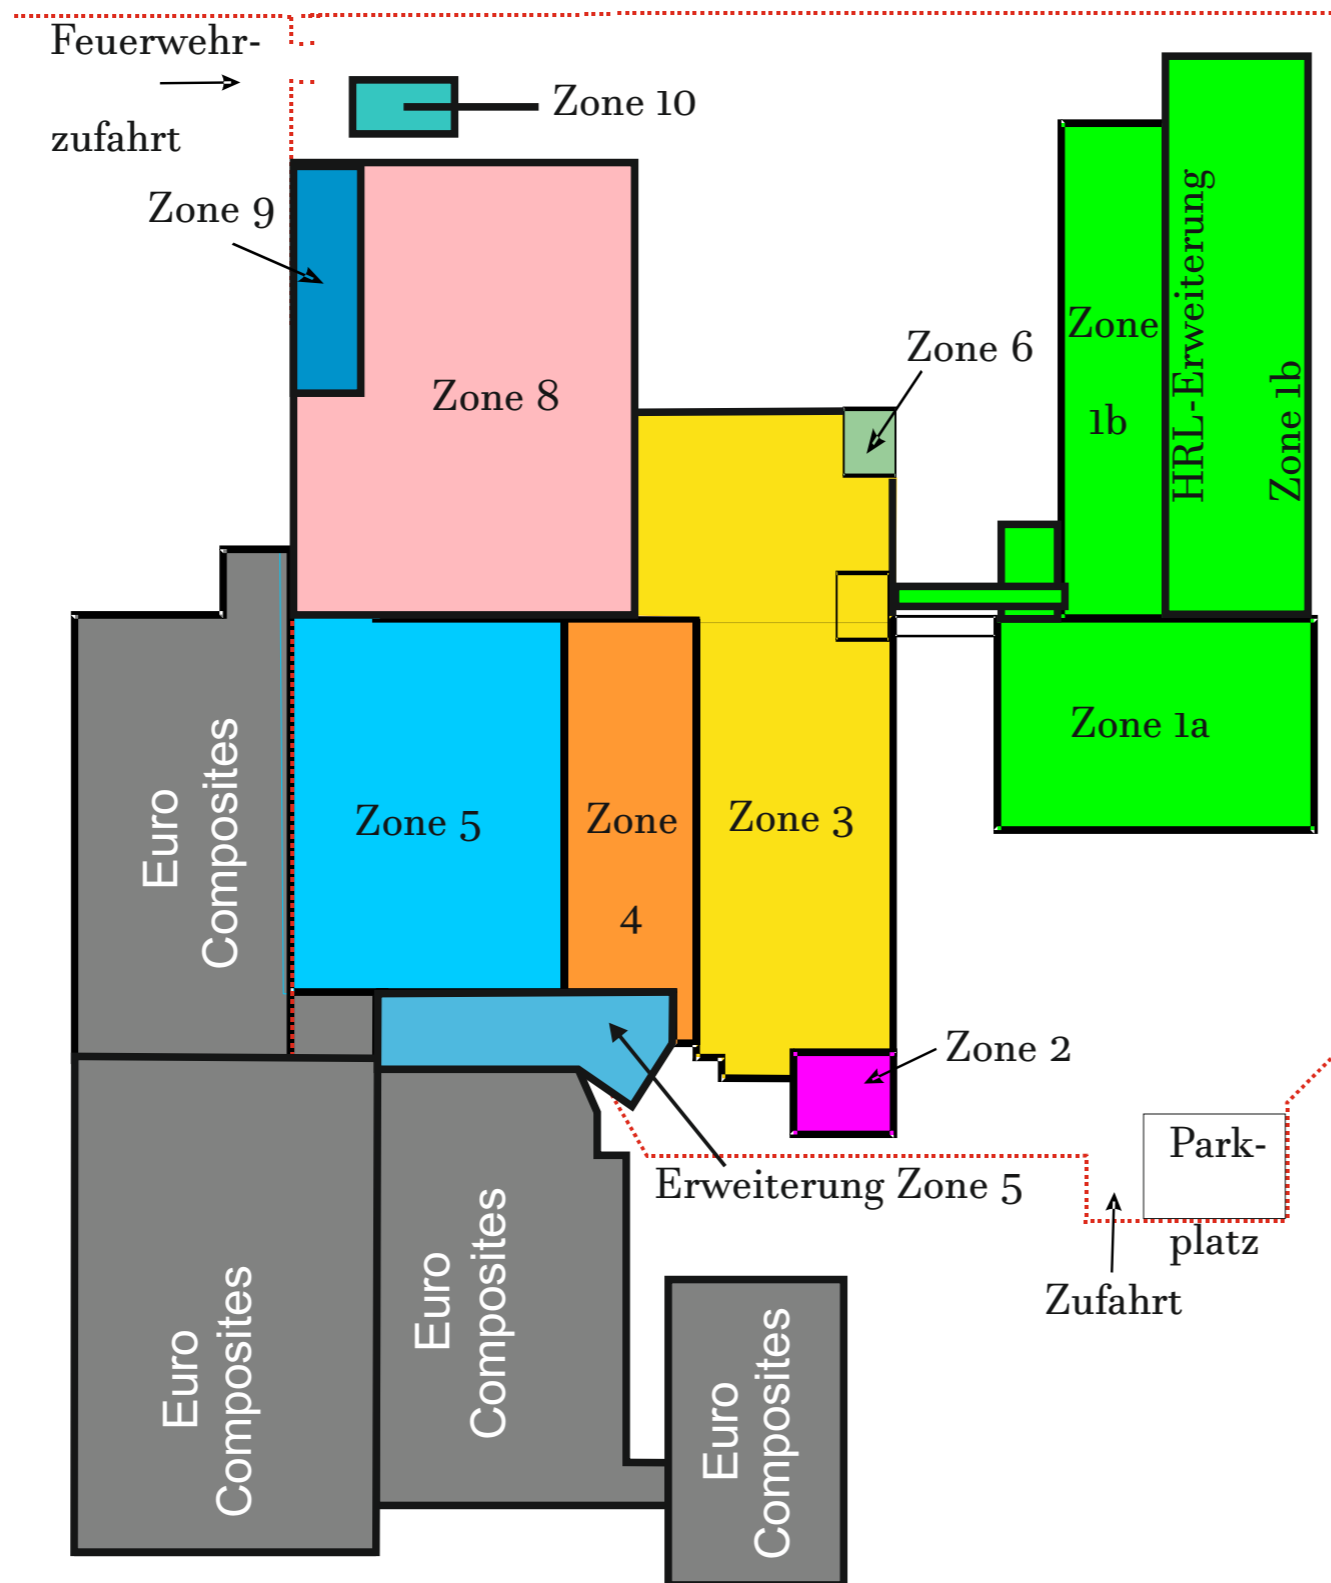 Feuerwehr-
zufahrt
Zone 10
Zone 9
Zone 8
Zone 6
Zone
1b
HRL-Erweiterung
Zone 1b
Zone 1a
Euro
Composites
Zone 5
Zone
4
Zone 3
Zone 2
Erweiterung Zone 5
Park-
platz
Zufahrt
Euro
Composites
Euro
Composites
Euro
Composites